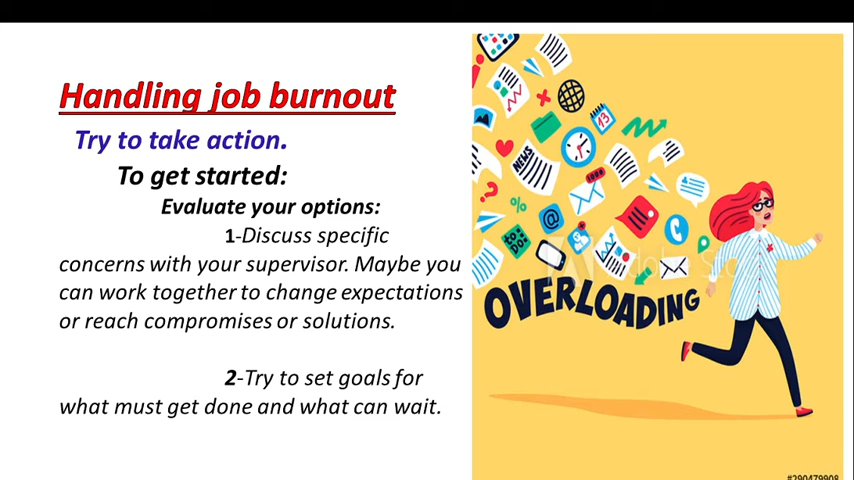 Handling job burnout
Try to take action.
To get started:
Evaluate your options:
1-Discuss specific
concerns with your supervisor. Maybe you
can work together to change expectations
or reach compromises or solutions.
2-Try to set goals for
what must get done and what can wait.
13
NEWS
%
@
to
Do:
OVERLOADING
#290479908